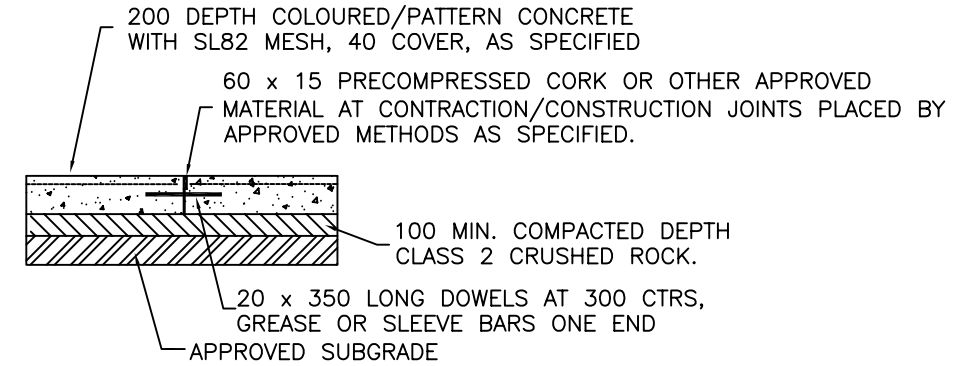 200 DEPTH COLOURED/PATTERN CONCRETE
WITH SL82 MESH, 40 COVER, AS SPECIFIED
60 x 15 PRECOMPRESSED CORK OR OTHER APPROVED
MATERIAL AT CONTRACTION/CONSTRUCTION JOINTS PLACED BY
APPROVED METHODS AS SPECIFIED.
100 MIN. COMPACTED DEPTH
CLASS 2 CRUSHED ROCK.
20 x 350 LONG DOWELS AT 300 CTRS,
GREASE OR SLEEVE BARS ONE END
APPROVED SUBGRADE